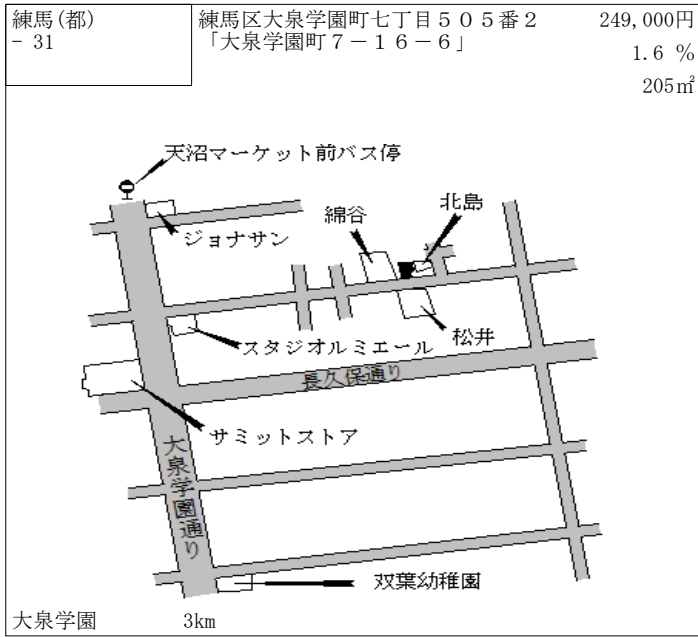 練馬(都)
- 31
練馬区大泉学園町七丁目５０５番２
「大泉学園町７－１６－６」
249,000円
1.6 %
205㎡
天沼マーケット前バス停
ジョナサン
綿谷
北島
スタジオルミエール
松井
長久保通り
サミットストア
大泉学園通り
双葉幼稚園
大泉学園
3km